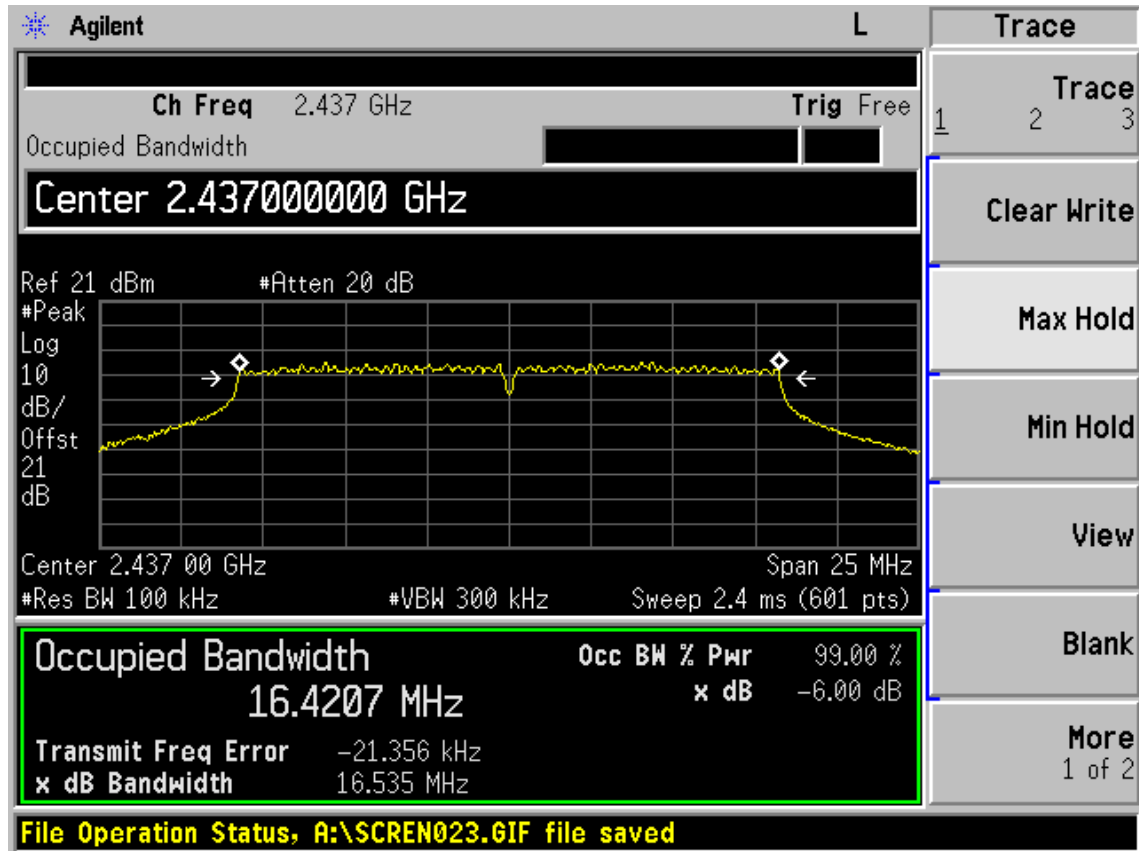 Agilent L Trace
Ch Freq 2.437 GHz Trig Free
Occupied Bandwidth
Center 2.437000000 GHz
Ref 21 dBm #Atten 20 dB
#Peak
Log
10
dB/
Offst
21
dB
Center 2.437 00 GHz Span 25 MHz
#Res BW 100 kHz #VBW 300 kHz Sweep 2.4 ms (601 pts)
Occupied Bandwidth Occ BW % Pwr 99.00 %
16.4207 MHz x dB -6.00 dB
Transmit Freq Error -21.356 kHz
x dB Bandwidth 16.535 MHz
File Operation Status, A:\SCREN023.GIF file saved
Trace
1 2 3
Clear Write
Max Hold
Min Hold
View
Blank
More
1 of 2